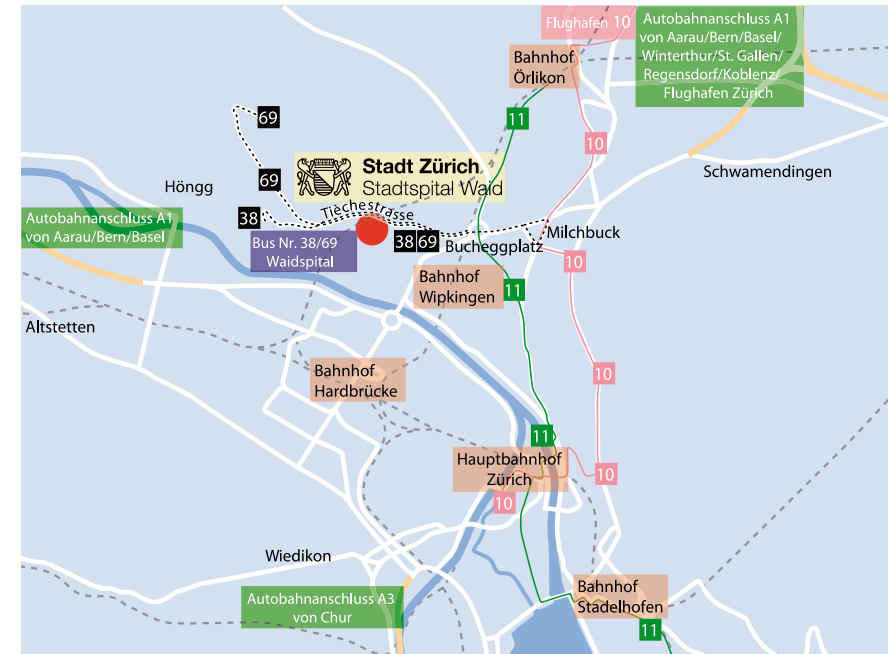 Flughafen 10
Autobahnanschluss A1
von Aarau/Bern/Basel/
Winterthur/St. Gallen/
Regensdorf/Koblenz/
Flughafen Zürich
Bahnhof
Örlikon
11
69
10
Stadt Zürich
Stadtspital Waid
Schwamendingen
69
Höngg
Tièchestrasse
38
Autobahnanschluss A1
von Aarau/Bern/Basel
Bus Nr. 38/69
Waidspital
38 69
Bucheggplatz
Milchbuck
10
Bahnhof
Wipkingen
11
Altstetten
Bahnhof
Hardbrücke
10
11
Hauptbahnhof
Zürich
10
10
Wiedikon
Bahnhof
Stadelhofen
Autobahnanschluss A3
von Chur
11